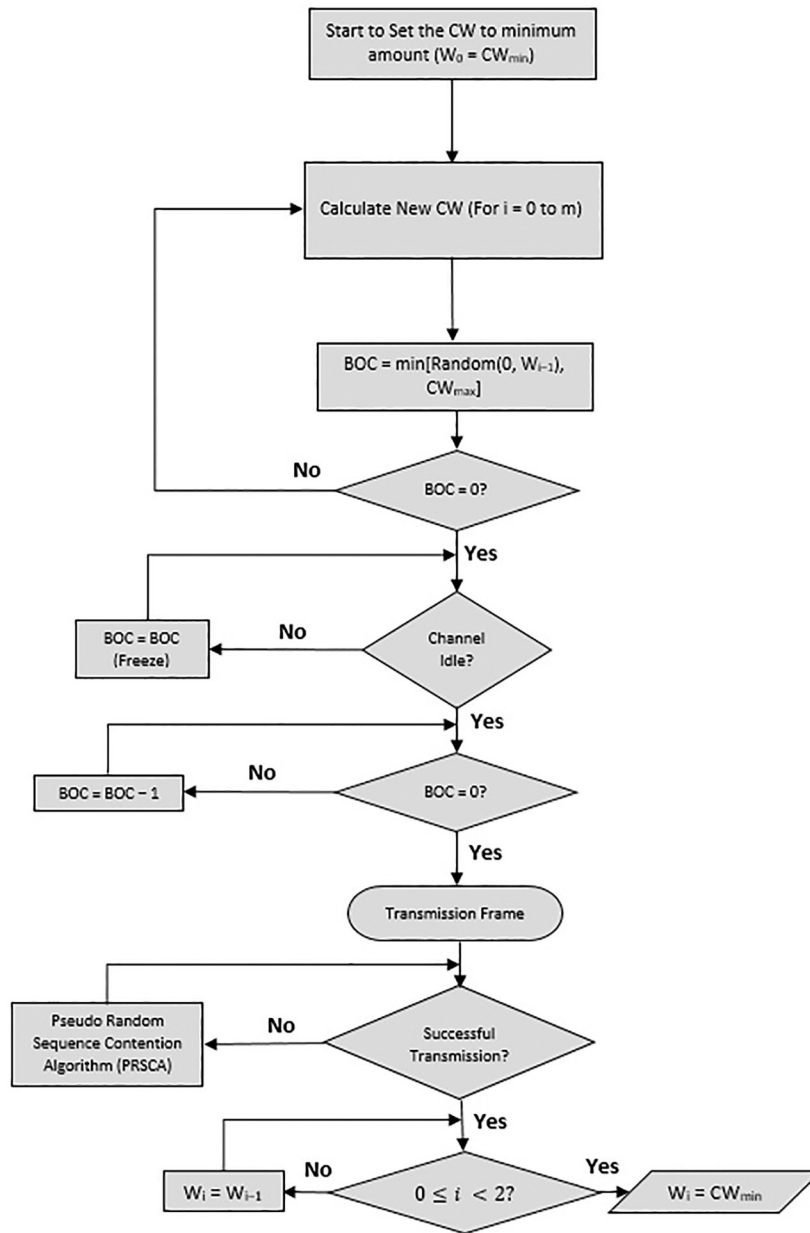 Start to Set the CW to minimum
amount (W₀ = CWₘᵢₙ)
Calculate New CW (For i = 0 to m)
BOC = min[Random(0, Wᵢ₋₁),
CWₘₐₓ]
No
BOC = 0?
Yes
BOC = BOC
(Freeze)
No
Channel
Idle?
Yes
BOC = BOC – 1
No
BOC = 0?
Yes
Transmission Frame
Pseudo Random
Sequence Contention
Algorithm (PRSCA)
No
Successful
Transmission?
Yes
Wᵢ = Wᵢ₋₁
No
0 ≤ i < 2?
Yes
Wᵢ = CWₘᵢₙ